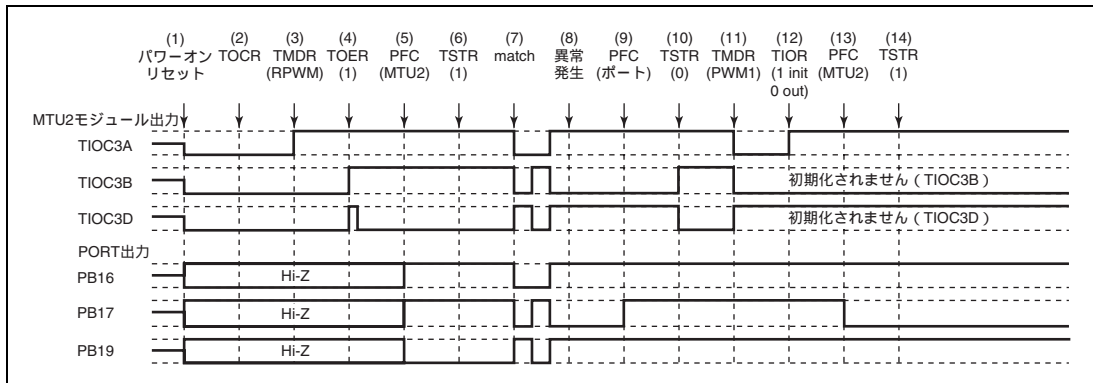 (1) (2) (3) (4) (5) (6) (7) (8) (9) (10) (11) (12) (13) (14)
パワーオン TOCR TMDR TOER PFC TSTR match 異常 PFC TSTR TMDR TIOR PFC TSTR
リセット (RPWM) (1) (MTU2) (1) 発生 (ポート) (0) (PWM1) (1 init (MTU2) (1)
0 out)
MTU2モジュール出力
TIOC3A
TIOC3B 初期化されません（TIOC3B）
TIOC3D 初期化されません（TIOC3D）
PORT出力
PB16 Hi-Z
PB17 Hi-Z
PB19 Hi-Z